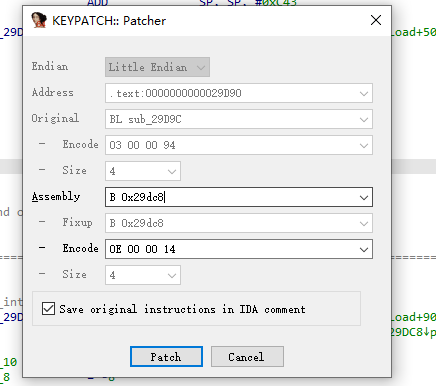 ADD SP, SP, #0xC43
KEYPATCH:: Patcher
Endian Little Endian
Address .text:0000000000029D90
Original BL sub_29D9C
- Encode 03 00 00 94
- Size 4
Assembly B 0x29dc8
- Fixup B 0x29dc8
- Encode 0E 00 00 14
- Size 4
Save original instructions in IDA comment
Patch Cancel
_29D
Load+50
nd c
_int
_29D
Load+90
29DC8↓p
_10
_8